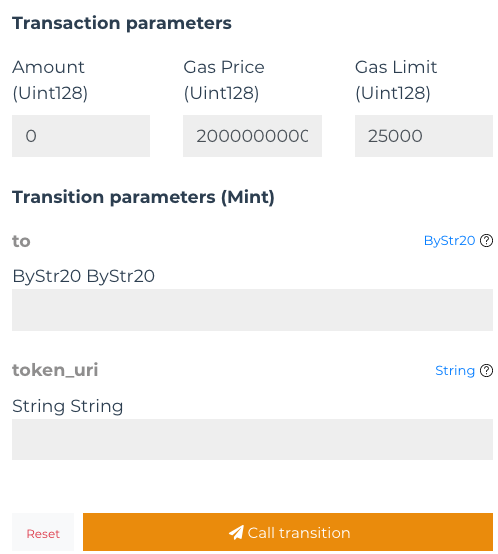 Transaction parameters
Amount (Uint128)
Gas Price (Uint128)
Gas Limit (Uint128)
0
2000000000
25000
Transition parameters (Mint)
to
ByStr20
ByStr20 ByStr20
token_uri
String
String String
Reset
Call transition